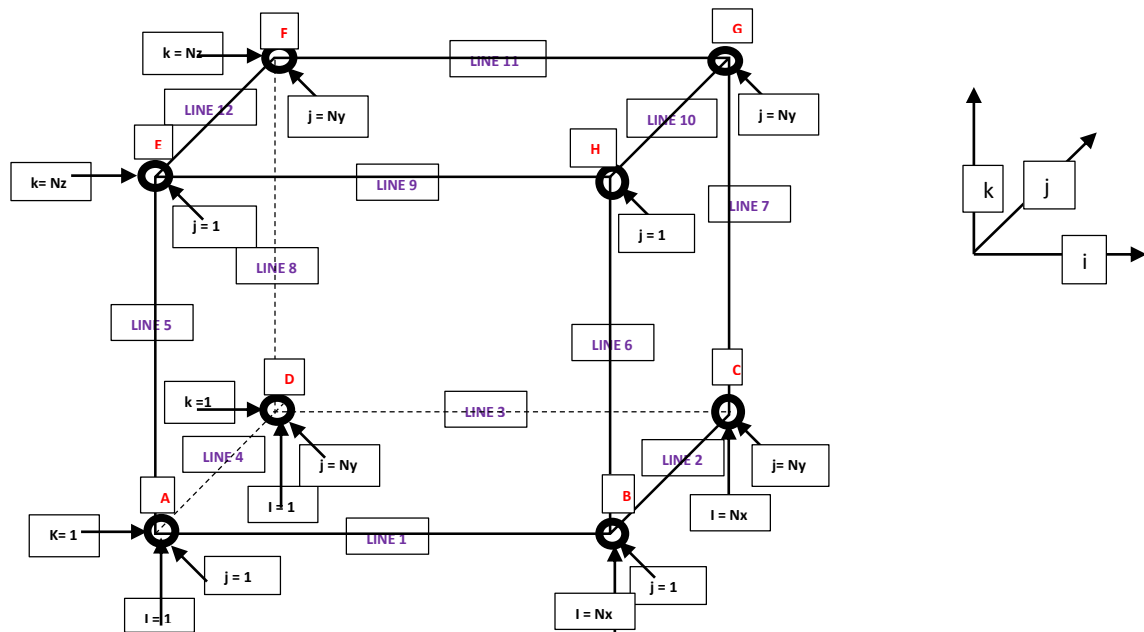 F
G
k = Nz
LINE 11
LINE 12
j = Ny
LINE 10
j = Ny
E
H
k= Nz
LINE 9
k
j
j = 1
LINE 7
j = 1
i
LINE 8
LINE 5
LINE 6
D
C
k =1
LINE 3
LINE 4
j = Ny
LINE 2
j= Ny
A
B
I = 1
I = Nx
K= 1
LINE 1
j = 1
j = 1
I = 1
I = Nx